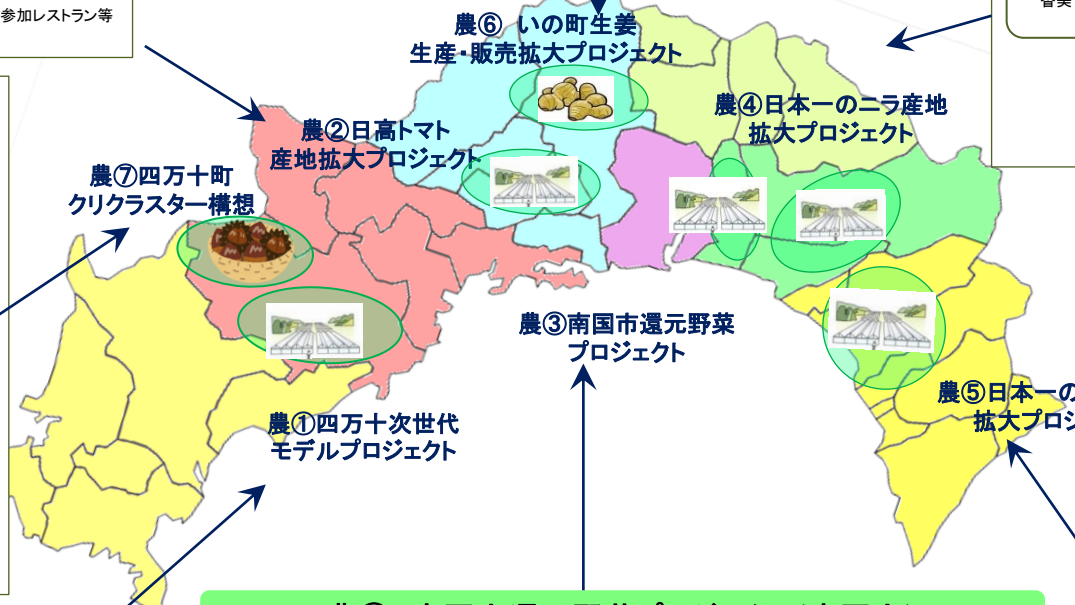 参加レストラン等
農⑥ いの町生姜
生産・販売拡大プロジェクト
農④日本一のニラ産地
拡大プロジェクト
農②日高トマト
産地拡大プロジェクト
農⑦四万十町
クリクラスター構想
農③南国市還元野菜
プロジェクト
農⑤日本一の
拡大プロジ
農①四万十次世代
モデルプロジェクト